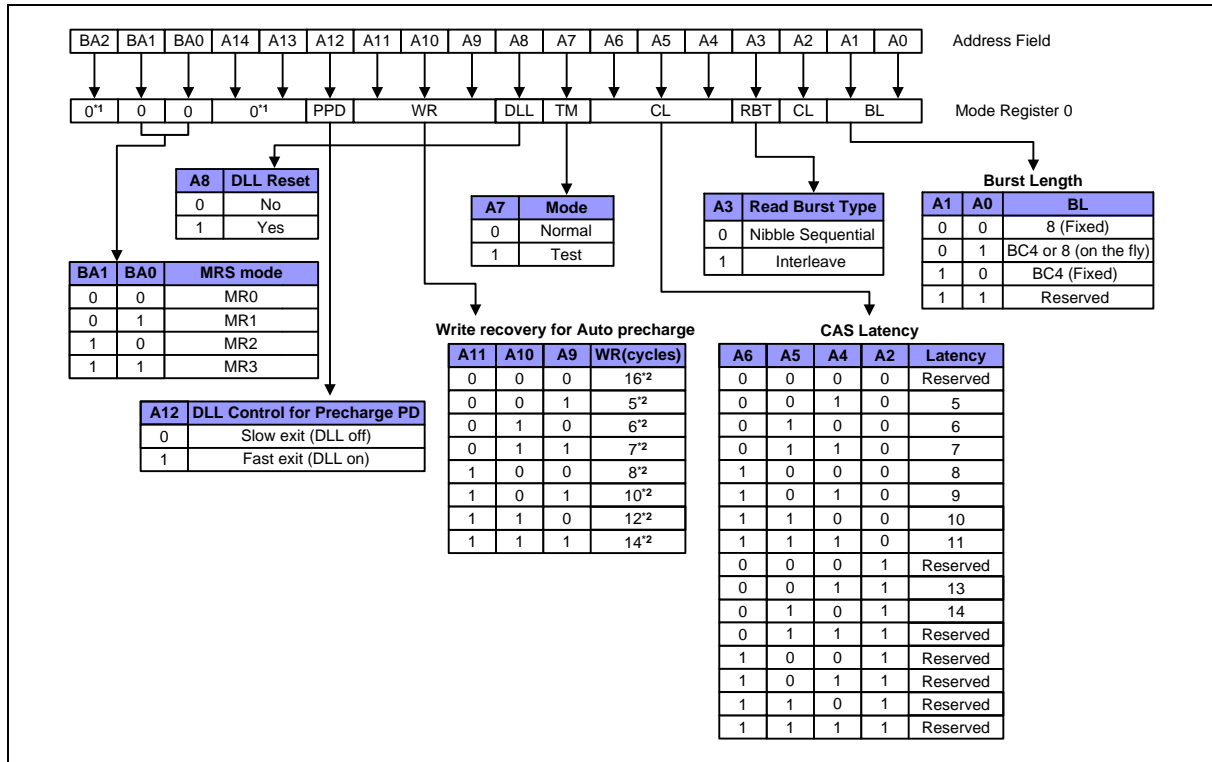 BA2 BA1 BA0 A14 A13 A12 A11 A10 A9 A8 A7 A6 A5 A4 A3 A2 A1 A0 Address Field
0*1 0 0 0*1 PPD WR DLL TM CL RBT CL BL Mode Register 0
A8 DLL Reset
0 No
1 Yes
A7 Mode
0 Normal
1 Test
A3 Read Burst Type
0 Nibble Sequential
1 Interleave
Burst Length
A1 A0 BL
0 0 8 (Fixed)
0 1 BC4 or 8 (on the fly)
1 0 BC4 (Fixed)
1 1 Reserved
BA1 BA0 MRS mode
0 0 MR0
0 1 MR1
1 0 MR2
1 1 MR3
A12 DLL Control for Precharge PD
0 Slow exit (DLL off)
1 Fast exit (DLL on)
Write recovery for Auto precharge
A11 A10 A9 WR(cycles)
0 0 0 16*2
0 0 1 5*2
0 1 0 6*2
0 1 1 7*2
1 0 0 8*2
1 0 1 10*2
1 1 0 12*2
1 1 1 14*2
CAS Latency
A6 A5 A4 A2 Latency
0 0 0 0 Reserved
0 0 1 0 5
0 1 0 0 6
0 1 1 0 7
1 0 0 0 8
1 0 1 0 9
1 1 0 0 10
1 1 1 0 11
0 0 0 1 Reserved
0 0 1 1 13
0 1 0 1 14
0 1 1 1 Reserved
1 0 0 1 Reserved
1 0 1 1 Reserved
1 1 0 1 Reserved
1 1 1 1 Reserved